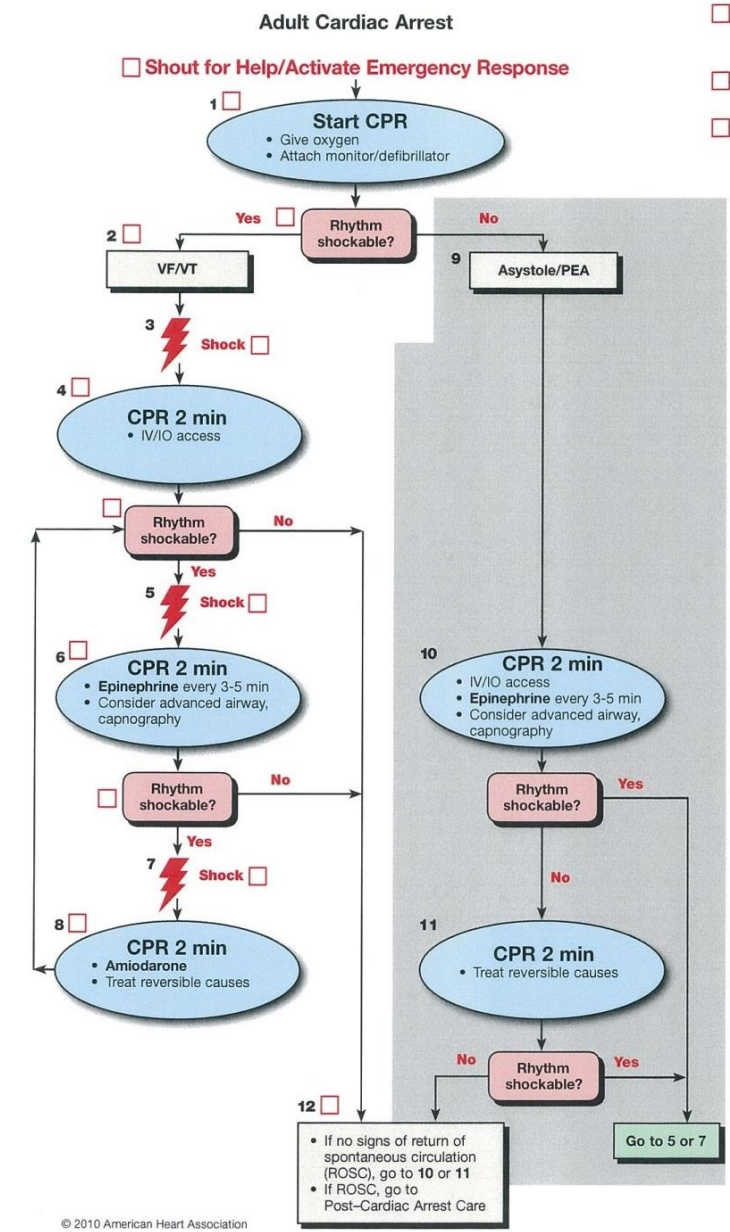 Adult Cardiac Arrest
Shout for Help/Activate Emergency Response
1
Start CPR
• Give oxygen
• Attach monitor/defibrillator
Yes
Rhythm
shockable?
No
2
VF/VT
9
Asystole/PEA
3
Shock
4
CPR 2 min
• IV/IO access
Rhythm
shockable?
No
Yes
5
Shock
6
CPR 2 min
• Epinephrine every 3-5 min
• Consider advanced airway,
capnography
10
CPR 2 min
• IV/IO access
• Epinephrine every 3-5 min
• Consider advanced airway,
capnography
Rhythm
shockable?
No
Yes
Rhythm
shockable?
Yes
No
7
Shock
8
CPR 2 min
• Amiodarone
• Treat reversible causes
11
CPR 2 min
• Treat reversible causes
No
Rhythm
shockable?
Yes
12
• If no signs of return of
spontaneous circulation
(ROSC), go to 10 or 11
• If ROSC, go to
Post–Cardiac Arrest Care
Go to 5 or 7
© 2010 American Heart Association